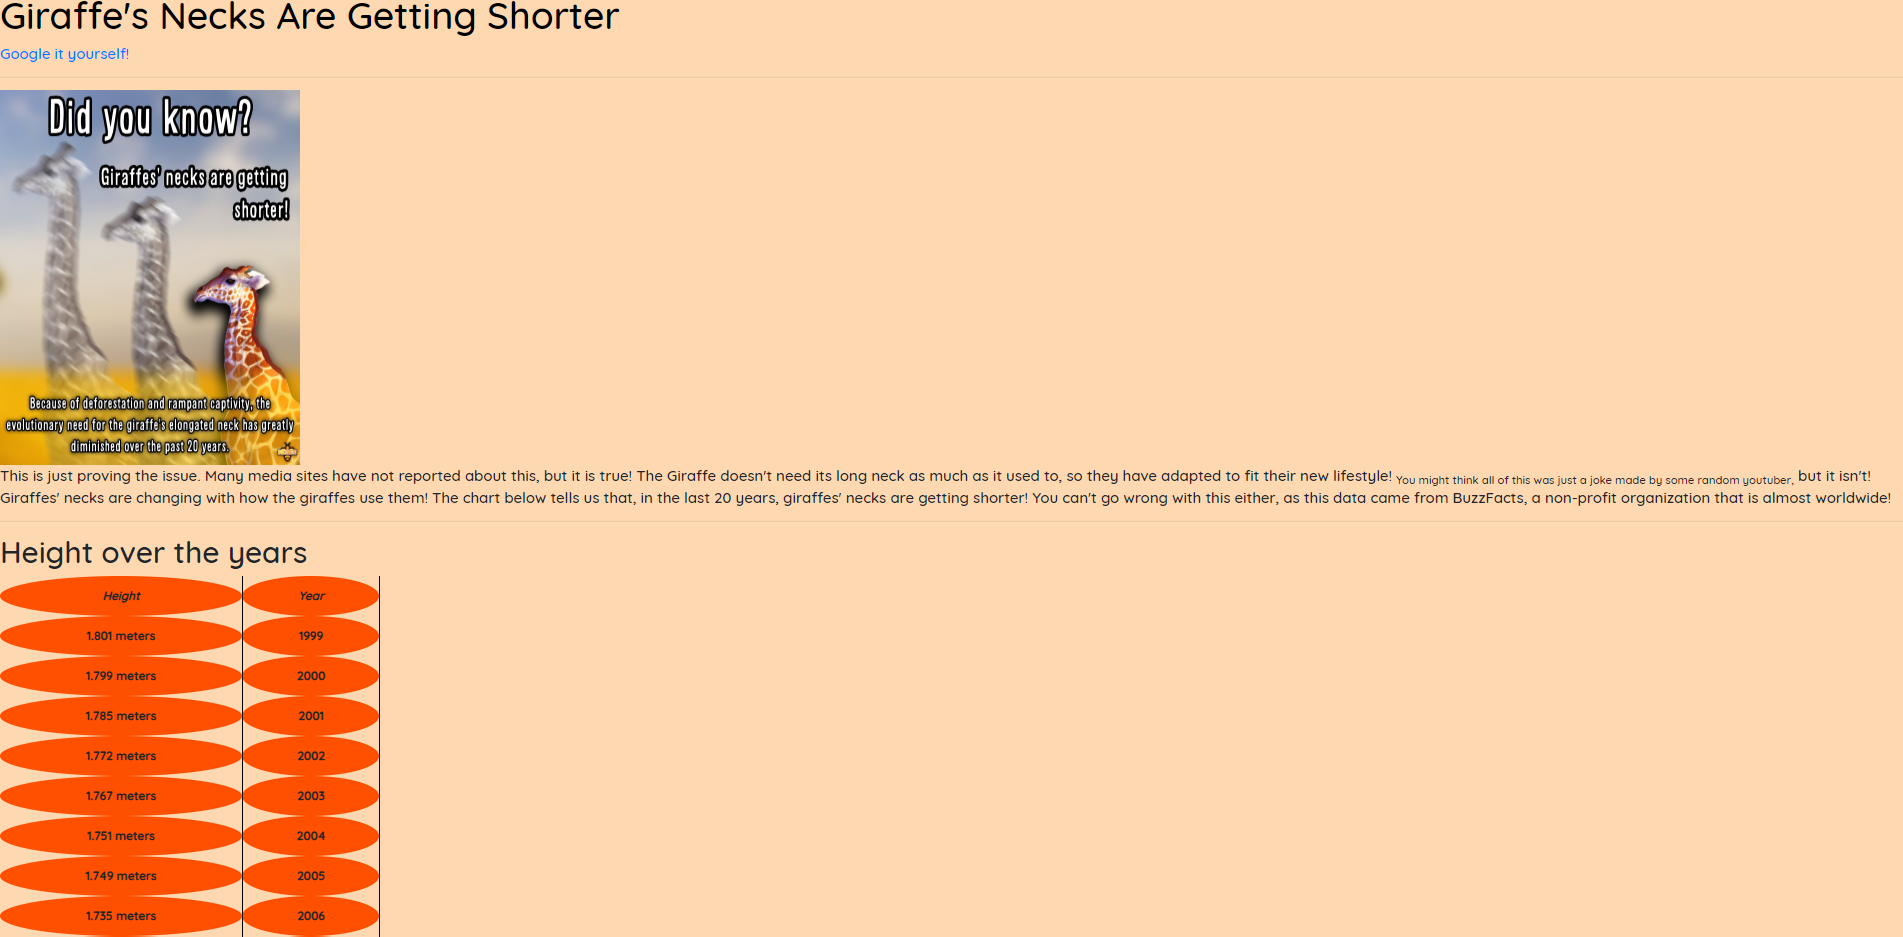 Giraffe's Necks Are Getting Shorter
Google it yourself!
Did you know?
Giraffes' necks are getting
shorter!
Because of deforestation and rampant captivity, the
evolutionary need for the giraffe's elongated neck has greatly
diminished over the past 20 years.
This is just proving the issue. Many media sites have not reported about this, but it is true! The Giraffe doesn't need its long neck as much as it used to, so they have adapted to fit their new lifestyle! You might think all of this was just a joke made by some random youtuber, but it isn't!
Giraffes' necks are changing with how the giraffes use them! The chart below tells us that, in the last 20 years, giraffes' necks are getting shorter! You can't go wrong with this either, as this data came from BuzzFacts, a non-profit organization that is almost worldwide!
Height over the years
Height Year
1.801 meters 1999
1.799 meters 2000
1.785 meters 2001
1.772 meters 2002
1.767 meters 2003
1.751 meters 2004
1.749 meters 2005
1.735 meters 2006